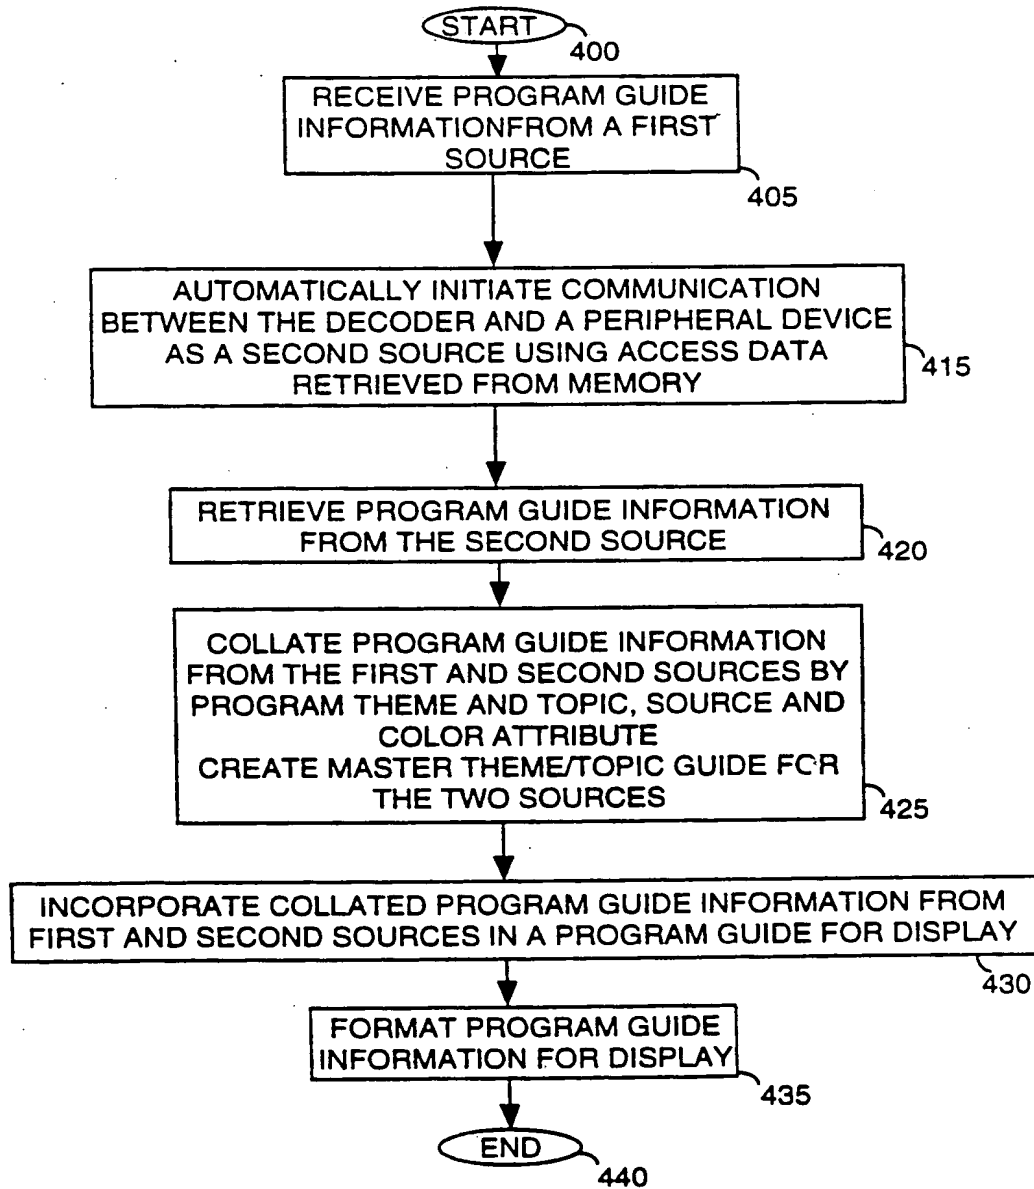 START
400
RECEIVE PROGRAM GUIDE
INFORMATIONFROM A FIRST
SOURCE
405
AUTOMATICALLY INITIATE COMMUNICATION
BETWEEN THE DECODER AND A PERIPHERAL DEVICE
AS A SECOND SOURCE USING ACCESS DATA
RETRIEVED FROM MEMORY
415
RETRIEVE PROGRAM GUIDE INFORMATION
FROM THE SECOND SOURCE
420
COLLATE PROGRAM GUIDE INFORMATION
FROM THE FIRST AND SECOND SOURCES BY
PROGRAM THEME AND TOPIC, SOURCE AND
COLOR ATTRIBUTE
CREATE MASTER THEME/TOPIC GUIDE FOR
THE TWO SOURCES
425
INCORPORATE COLLATED PROGRAM GUIDE INFORMATION FROM
FIRST AND SECOND SOURCES IN A PROGRAM GUIDE FOR DISPLAY
430
FORMAT PROGRAM GUIDE
INFORMATION FOR DISPLAY
435
END
440